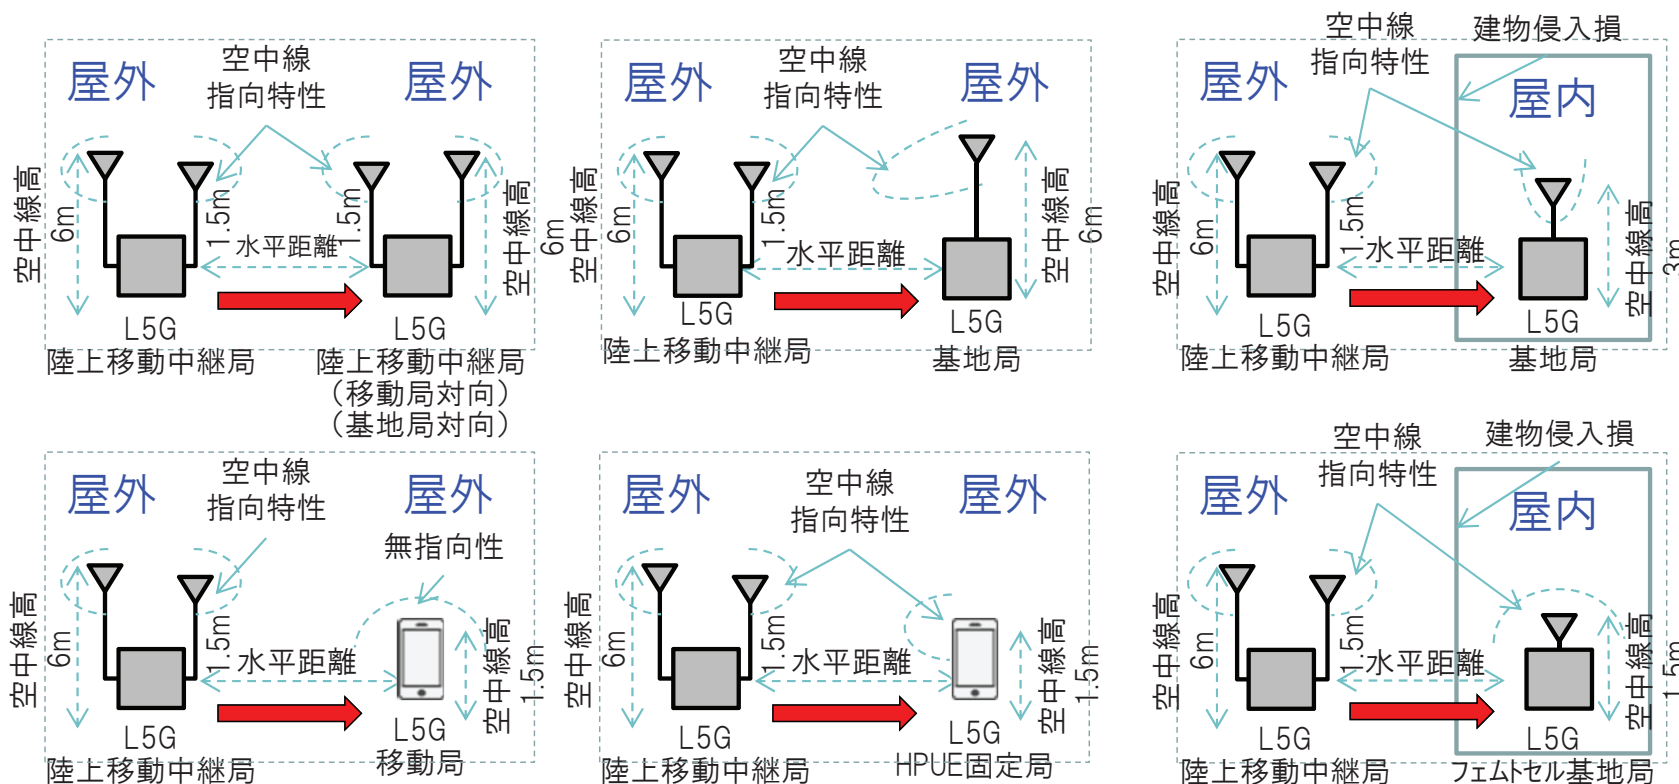 空中線
指向特性
屋外
屋外
空中線高
6m
1.5m
1.5m
空中線高
6m
水平距離
L5G
陸上移動中継局
L5G
陸上移動中継局
(移動局対向)
(基地局対向)
空中線
指向特性
屋外
屋外
空中線高
6m
1.5m
空中線高
6m
水平距離
L5G
陸上移動中継局
L5G
基地局
空中線
指向特性
建物侵入損
屋外
屋内
空中線高
6m
1.5m
空中線高
3m
水平距離
L5G
陸上移動中継局
L5G
基地局
空中線
指向特性
屋外
屋外
無指向性
空中線高
6m
1.5m
空中線高
1.5m
水平距離
L5G
陸上移動中継局
L5G
移動局
空中線
指向特性
屋外
屋外
空中線高
6m
1.5m
空中線高
1.5m
水平距離
L5G
陸上移動中継局
L5G
HPUE固定局
空中線
指向特性
建物侵入損
屋外
屋内
空中線高
6m
1.5m
空中線高
1.5m
水平距離
L5G
陸上移動中継局
L5G
フェムトセル基地局